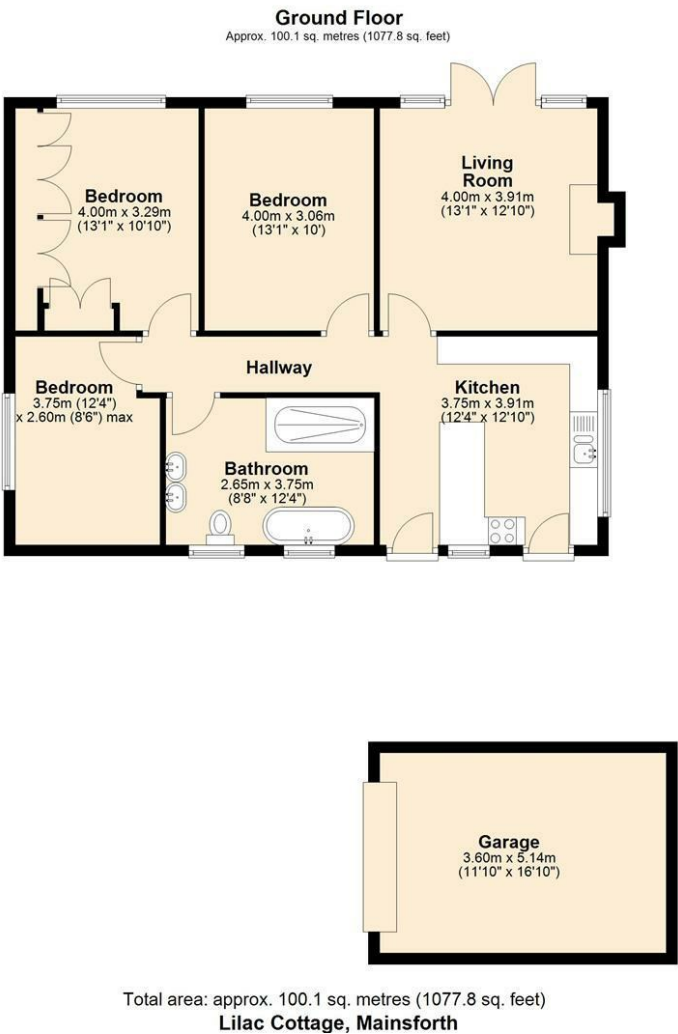 Ground Floor
Approx. 100.1 sq. metres (1077.8 sq. feet)
Bedroom
4.00m x 3.29m
(13'1" x 10'10")
Bedroom
4.00m x 3.06m
(13'1" x 10')
Living
Room
4.00m x 3.91m
(13'1" x 12'10")
Hallway
Bedroom
3.75m (12'4")
x 2.60m (8'6") max
Kitchen
3.75m x 3.91m
(12'4" x 12'10")
Bathroom
2.65m x 3.75m
(8'8" x 12'4")
Garage
3.60m x 5.14m
(11'10" x 16'10")
Total area: approx. 100.1 sq. metres (1077.8 sq. feet)
Lilac Cottage, Mainsforth